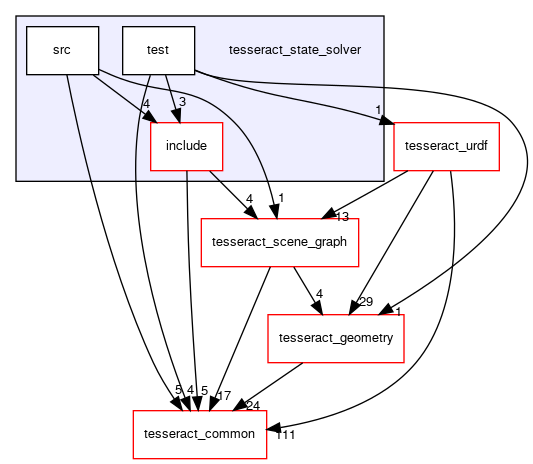 src
test
tesseract_state_solver
4
3
1
include
tesseract_urdf
4
1
13
tesseract_scene_graph
4
29
1
tesseract_geometry
5
4
5
17
24
111
tesseract_common